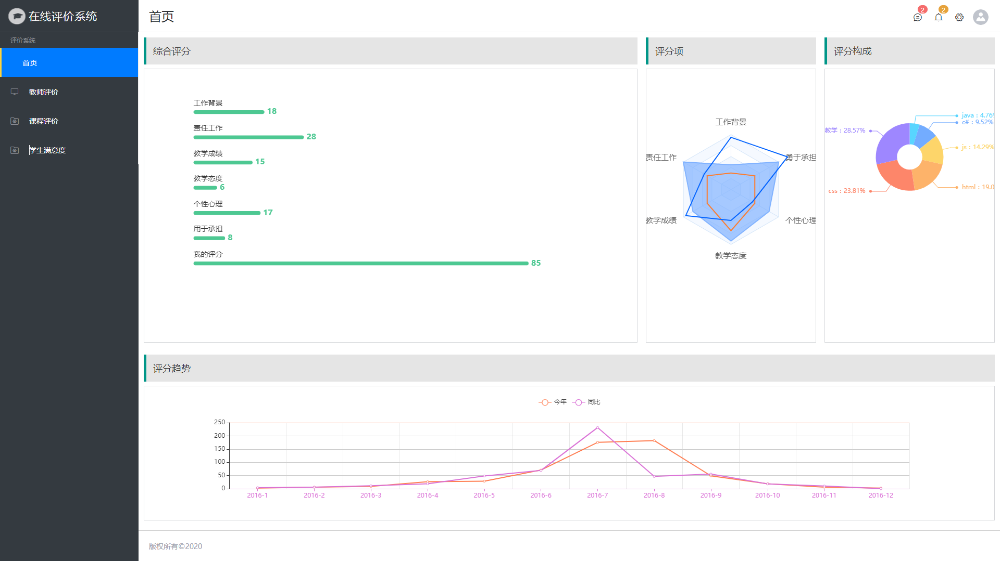 在线评价系统
首页
2
2
评价系统
首页
教师评价
课程评价
学生满意度
综合评分
工作背景
18
责任工作
28
教学成绩
15
教学态度
6
个性心理
17
用于承担
8
我的评分
85
评分项
工作背景
责任工作
勇于承担
教学成绩
个性心理
教学态度
评分构成
java : 4.76%
c# : 9.52%
教学 : 28.57%
js : 14.29%
html : 19.0
css : 23.81%
评分趋势
今年 同比
250
200
150
100
50
0
2016-1 2016-2 2016-3 2016-4 2016-5 2016-6 2016-7 2016-8 2016-9 2016-10 2016-11 2016-12
版权所有©2020